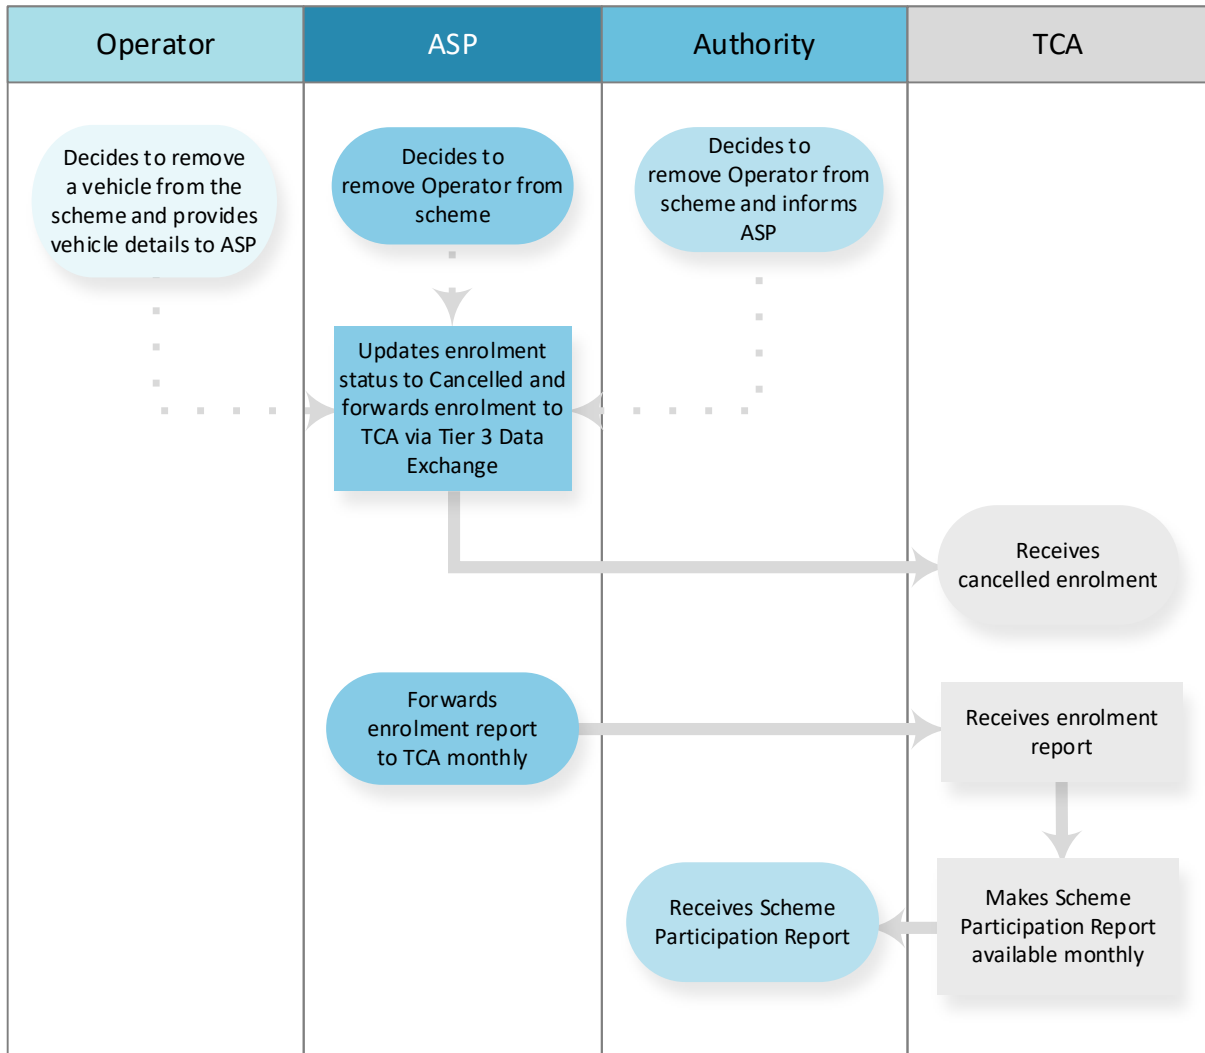 Operator
ASP
Authority
TCA
Decides to remove
a vehicle from the
scheme and provides
vehicle details to ASP
Decides to
remove Operator from
scheme
Decides to
remove Operator from
scheme and informs
ASP
Updates enrolment
status to Cancelled and
forwards enrolment to
TCA via Tier 3 Data
Exchange
Receives
cancelled enrolment
Forwards
enrolment report
to TCA monthly
Receives enrolment
report
Receives Scheme
Participation Report
Makes Scheme
Participation Report
available monthly